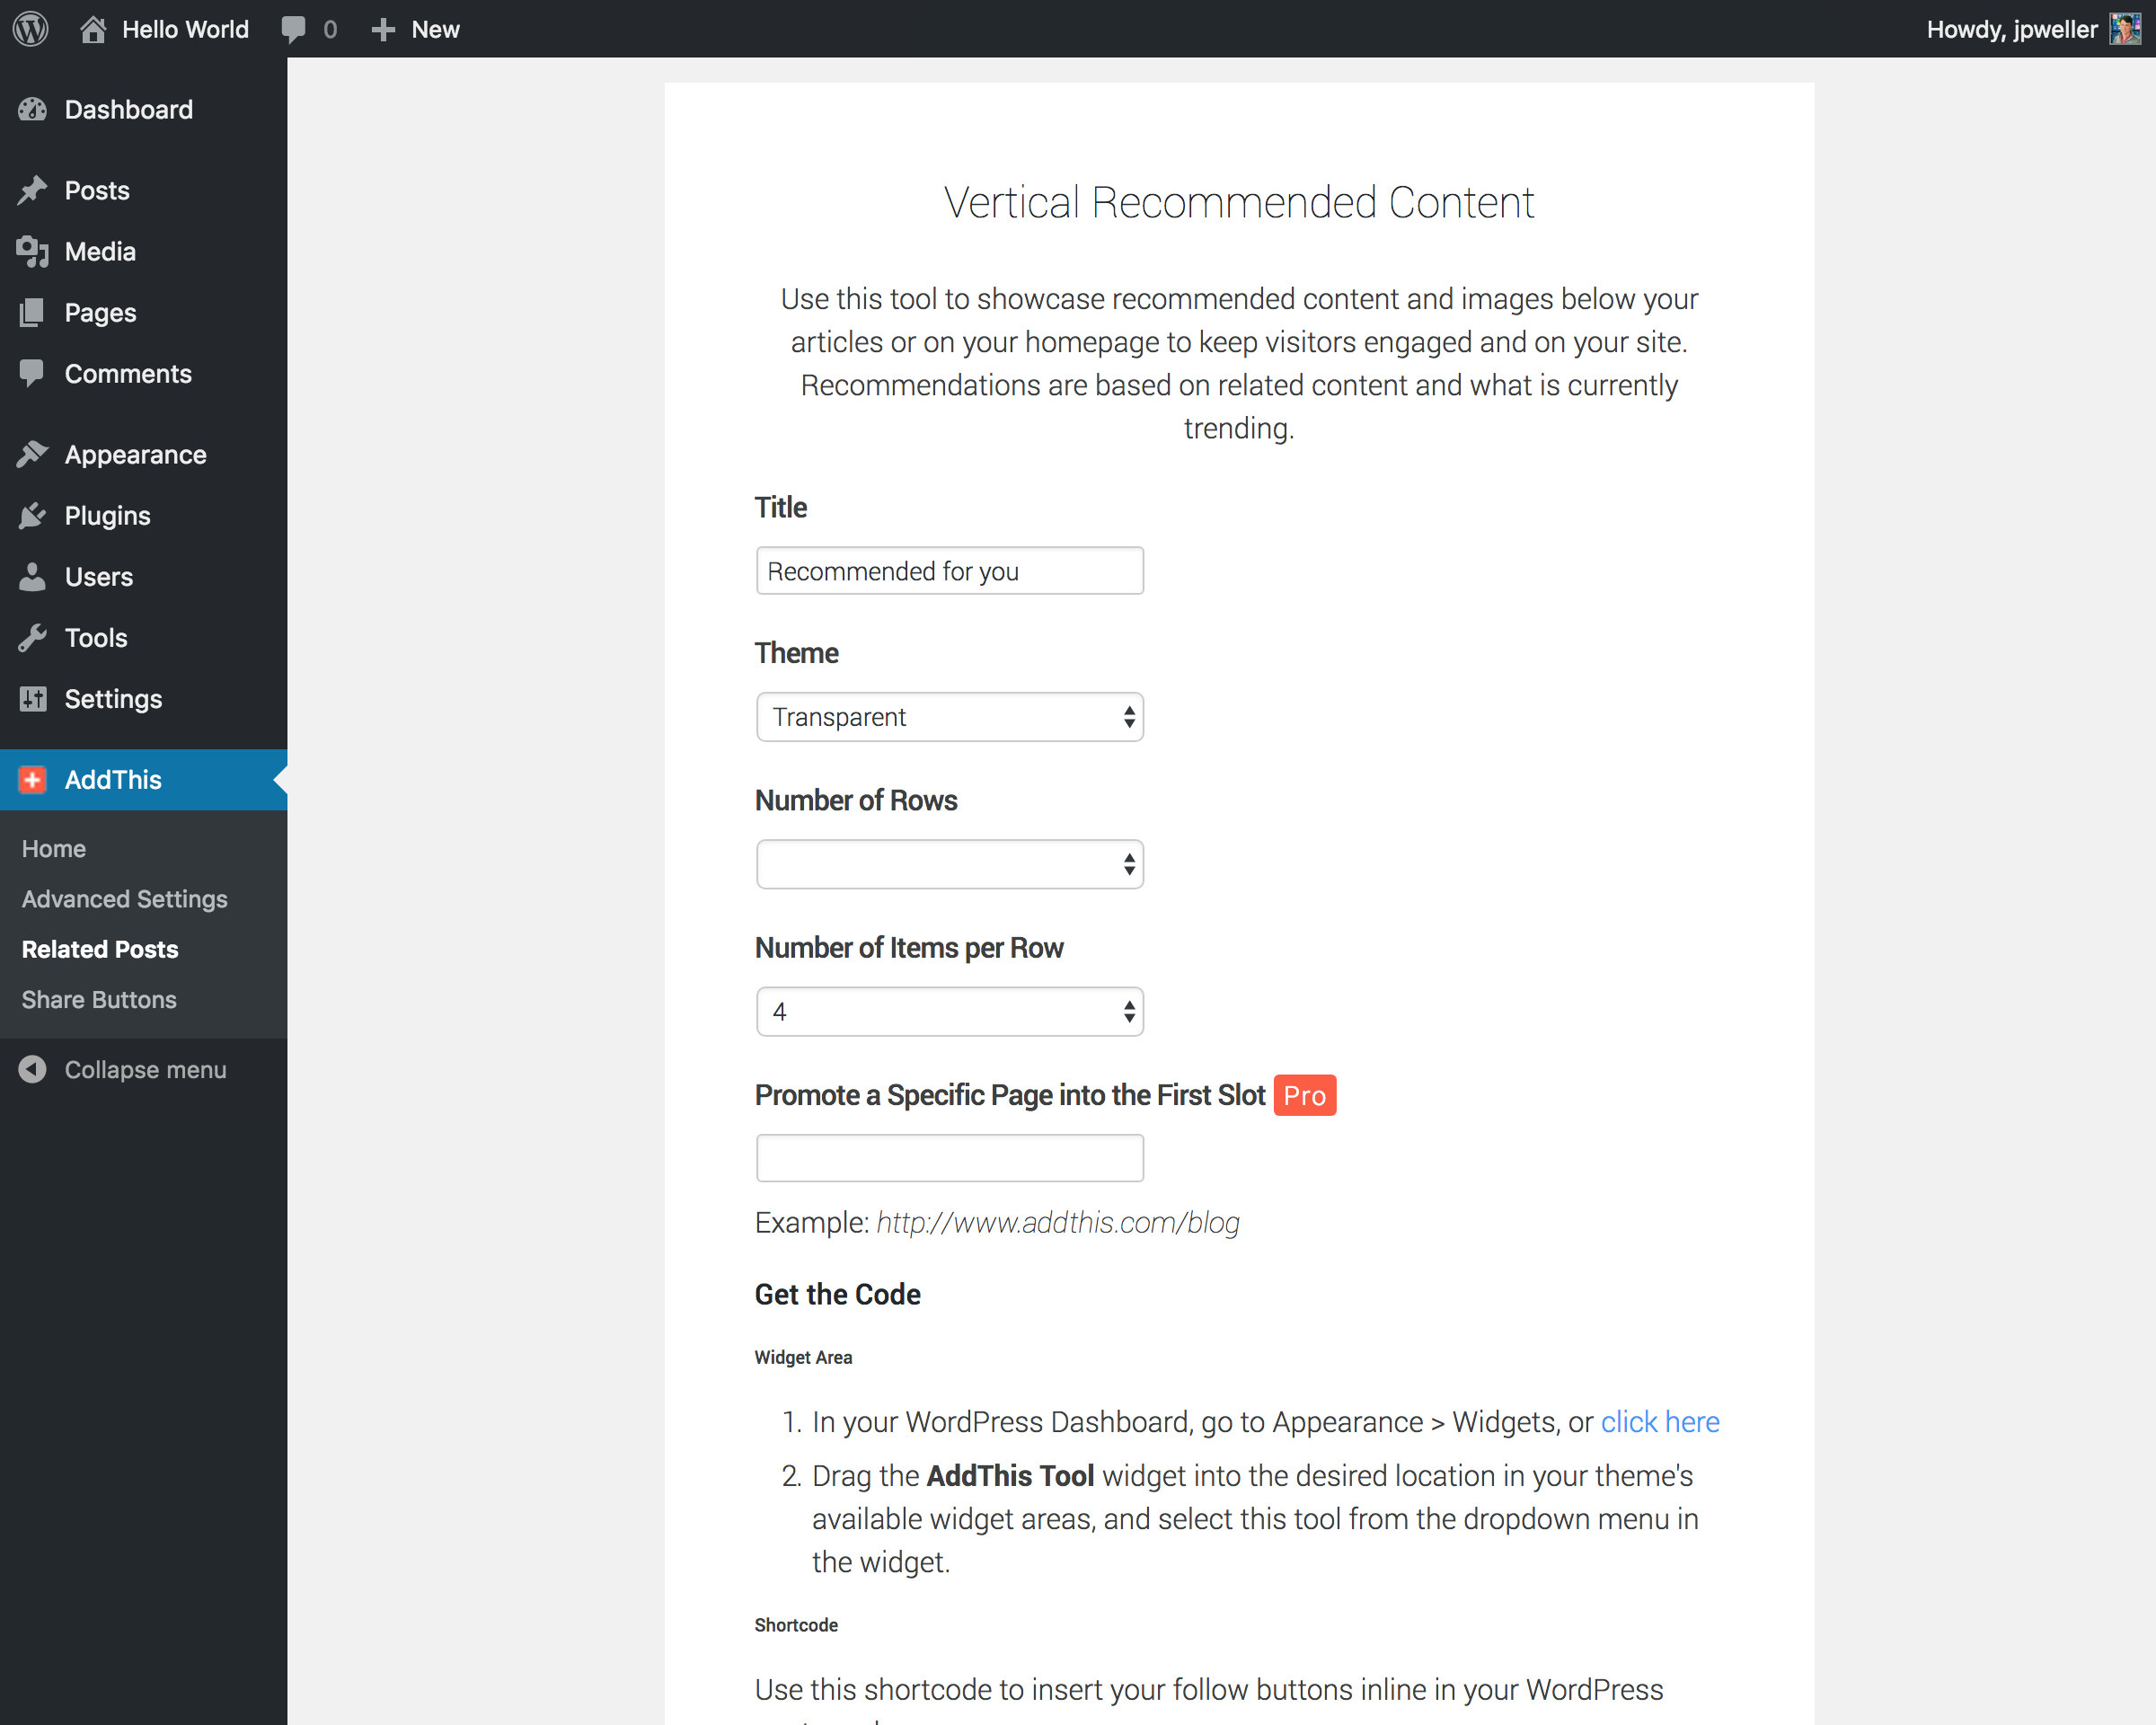 Hello World 0 New Howdy, jpweller
Dashboard
Posts
Media
Pages
Comments
Appearance
Plugins
Users
Tools
Settings
AddThis
Home
Advanced Settings
Related Posts
Share Buttons
Collapse menu
Vertical Recommended Content
Use this tool to showcase recommended content and images below your
articles or on your homepage to keep visitors engaged and on your site.
Recommendations are based on related content and what is currently
trending.
Title
Recommended for you
Theme
Transparent
Number of Rows
Number of Items per Row
4
Promote a Specific Page into the First Slot Pro
Example: http://www.addthis.com/blog
Get the Code
Widget Area
1. In your WordPress Dashboard, go to Appearance > Widgets, or click here
2. Drag the AddThis Tool widget into the desired location in your theme's
available widget areas, and select this tool from the dropdown menu in
the widget.
Shortcode
Use this shortcode to insert your follow buttons inline in your WordPress